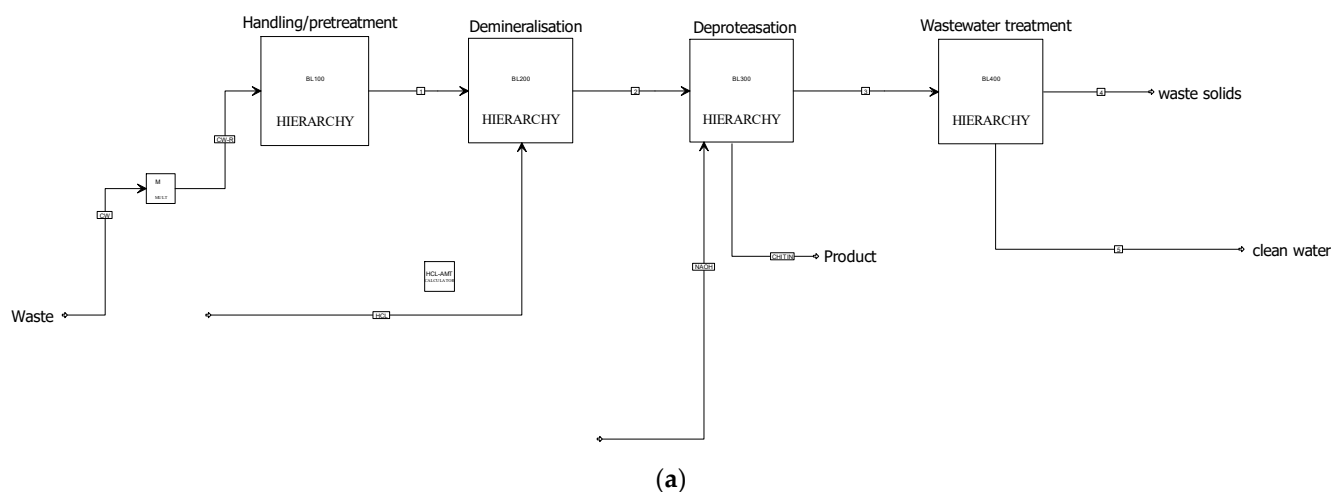 Handling/pretreatment
Demineralisation
Deproteasation
Wastewater treatment
BL100
BL200
BL300
BL400
HIERARCHY
HIERARCHY
HIERARCHY
HIERARCHY
1
2
3
4
waste solids
CW-R
M
MULT
CW
5
clean water
CHITIN
Product
NAOH
HCL-AMT
CALCULATOR
Waste
HCL
(a)